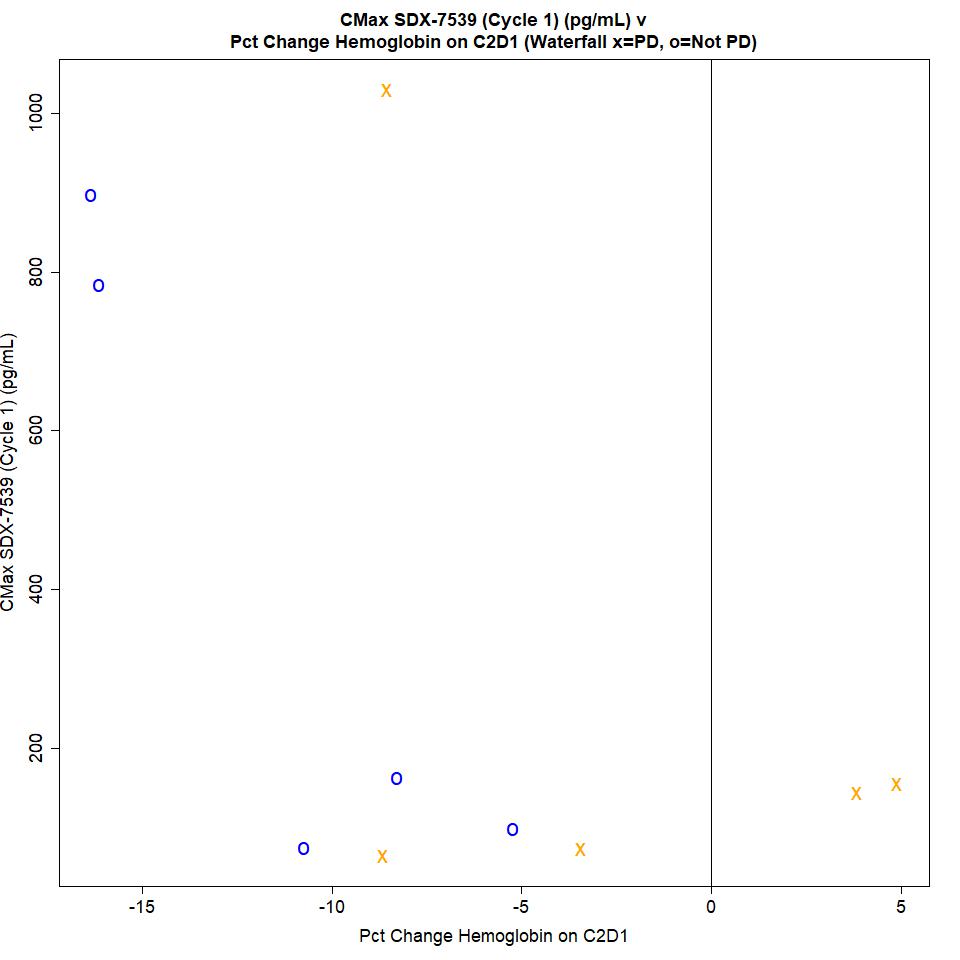 CMax SDX-7539 (Cycle 1) (pg/mL) v
Pct Change Hemoglobin on C2D1 (Waterfall x=PD, o=Not PD)
CMax SDX-7539 (Cycle 1) (pg/mL)
1000
800
600
400
200
X
O
O
O
X
X
O
O
X
X
-15
-10
-5
0
5
Pct Change Hemoglobin on C2D1